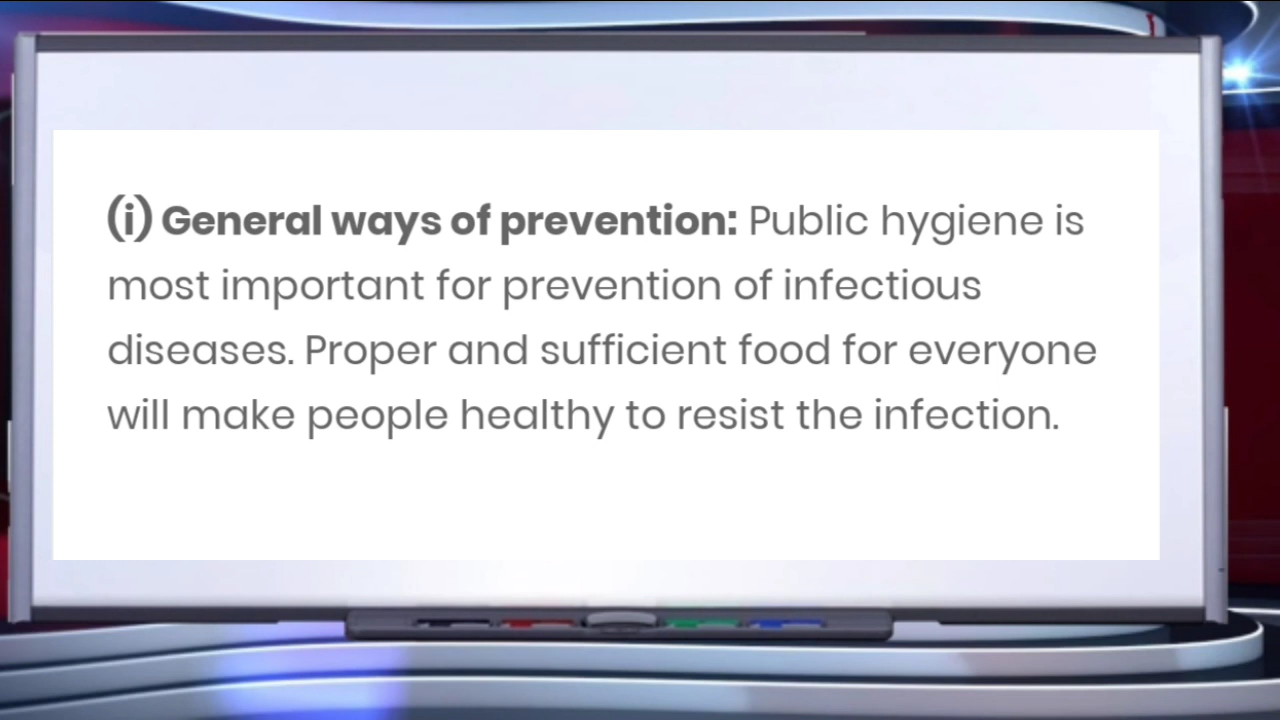 (i) General ways of prevention: Public hygiene is
most important for prevention of infectious
diseases. Proper and sufficient food for everyone
will make people healthy to resist the infection.